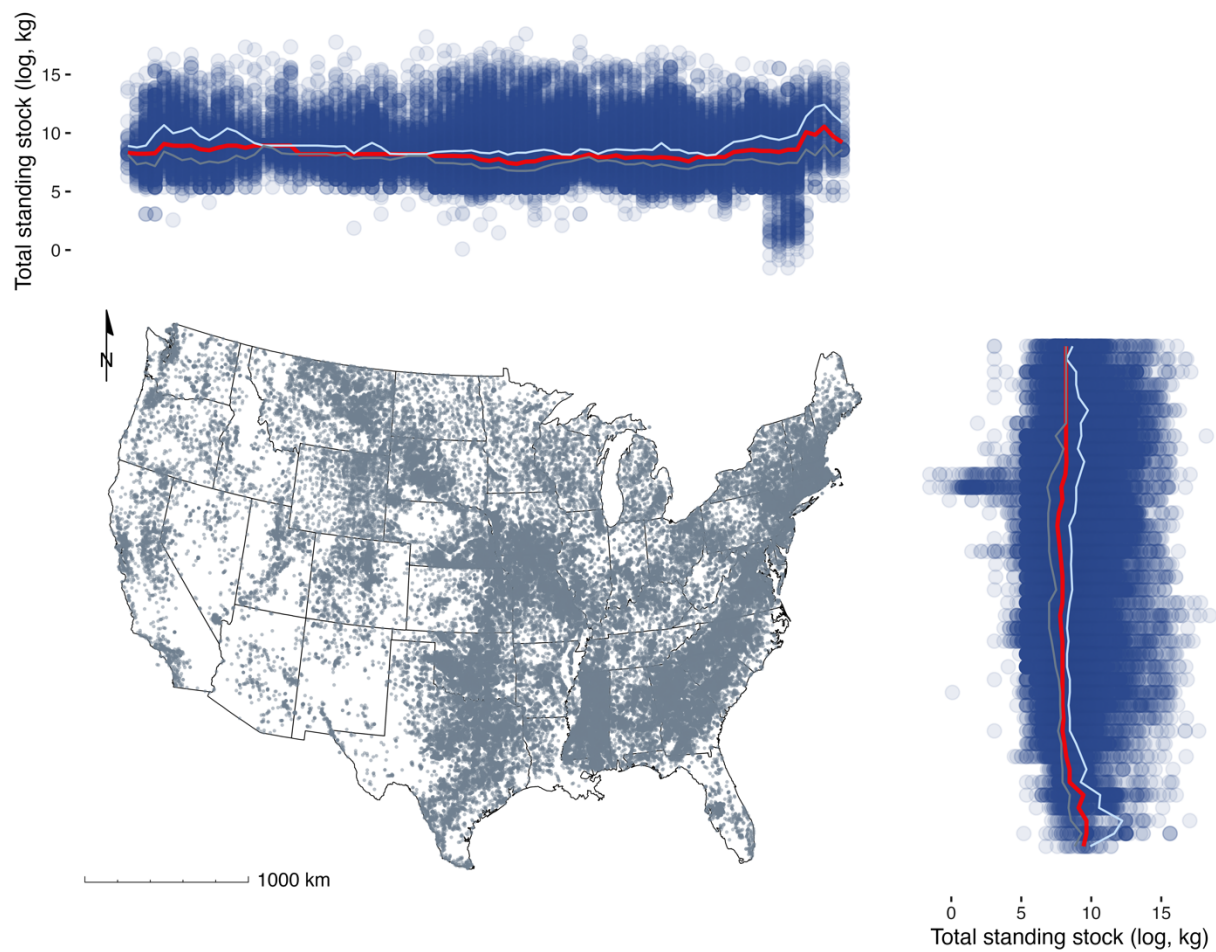 Total standing stock (log, kg)
15
10
5
0
N
1000 km
0 5 10 15
Total standing stock (log, kg)